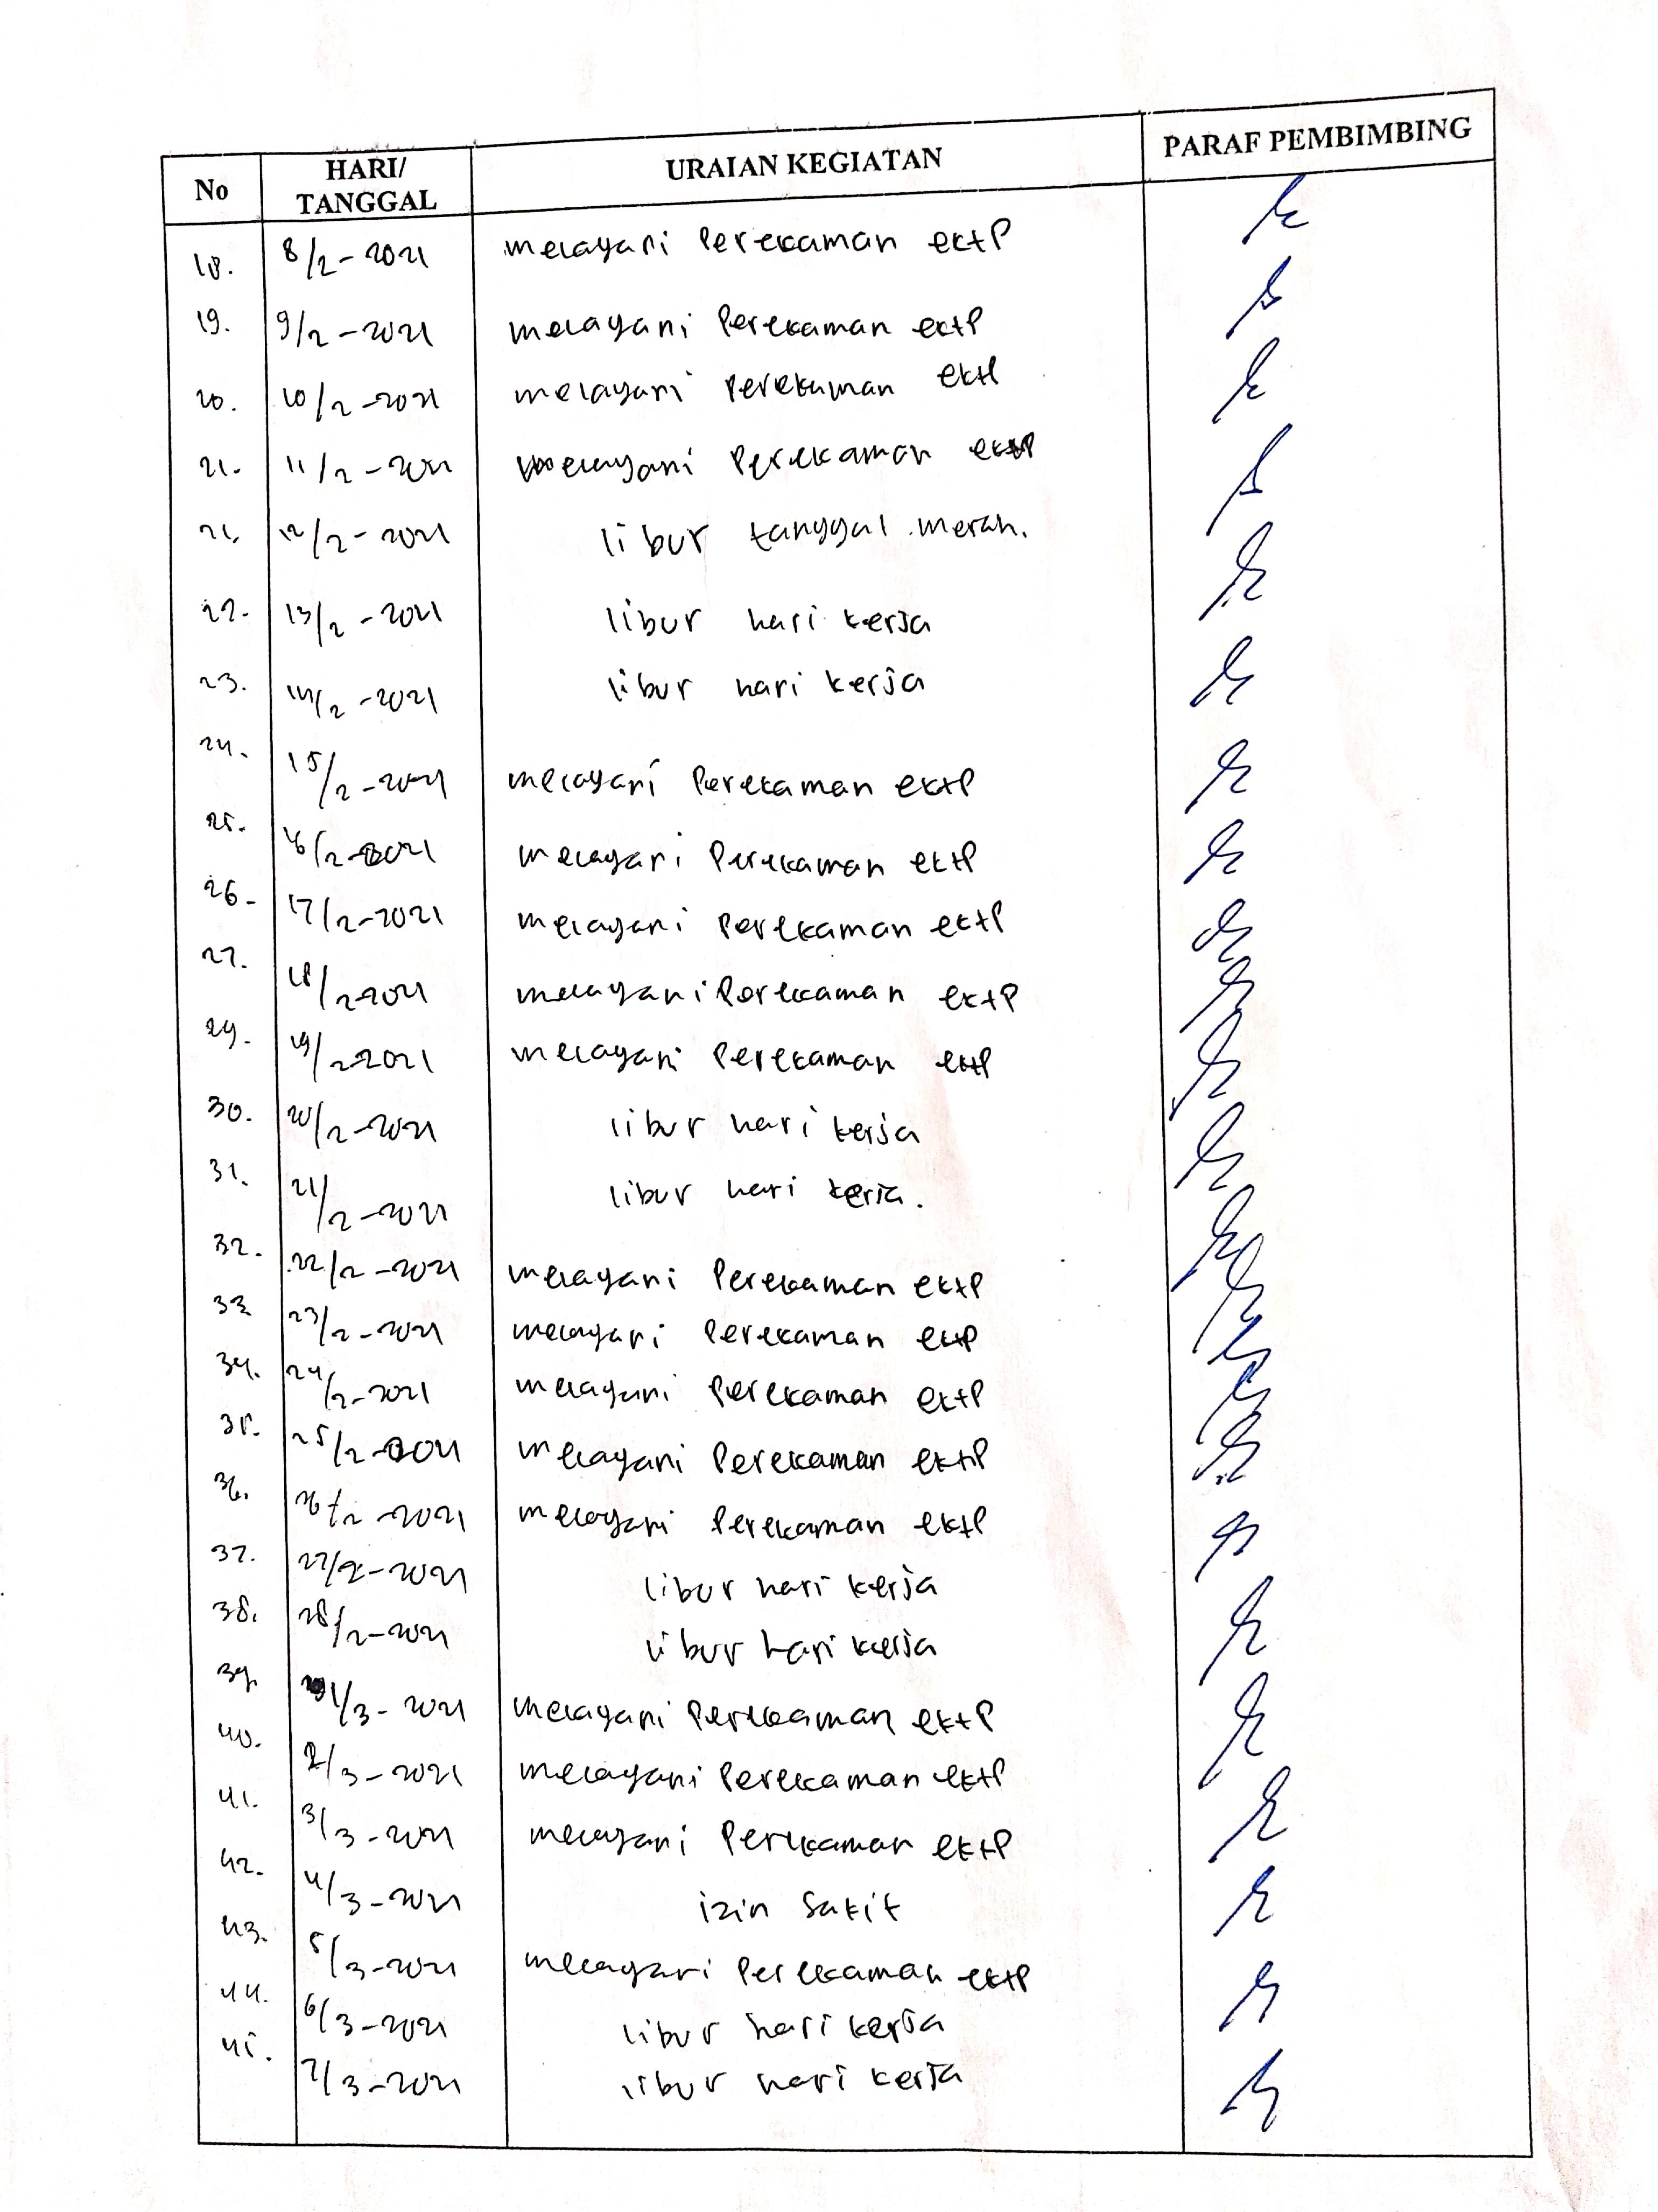 No HARI/ TANGGAL URAIAN KEGIATAN PARAF PEMBIMBING
18. 8/2-2021 melayani Perekaman ektP
19. 9/2-2021 melayani Perekaman ektP
20. 10/2-2021 melayani Perekaman ektP
21. 11/2-2021 melayani Perekaman ektP
21. 12/2-2021 libur tanggal merah.
22. 13/2-2021 libur hari kerja
23. 14/2-2021 libur hari kerja
24. 15/2-2021 melayani Perekaman ektP
25. 16/2-2021 melayani Perekaman ektP
26- 17/2-2021 melayani Perekaman ektP
27. 18/2-2021 melayani Perekaman ektP
29. 19/2-2021 melayani Perekaman ektP
30. 20/2-2021 libur hari kerja
31. 21/2-2021 libur hari kerja.
32. 22/2-2021 melayani Perekaman ektP
33 23/2-2021 melayani Perekaman ektP
34. 24/2-2021 melayani Perekaman ektP
35. 25/2-2021 melayani Perekaman ektP
36. 26/2-2021 melayani Perekaman ektP
37. 27/2-2021 libur hari kerja
38. 28/2-2021 libur hari kerja
39. 1/3-2021 melayani Perekaman ektP
40. 2/3-2021 melayani Perekaman ektP
41. 3/3-2021 melayani Perekaman ektP
42. 4/3-2021 izin sakit
43. 5/3-2021 melayani Perekaman ektP
44. 6/3-2021 libur hari kerja
45. 7/3-2021 libur hari kerja